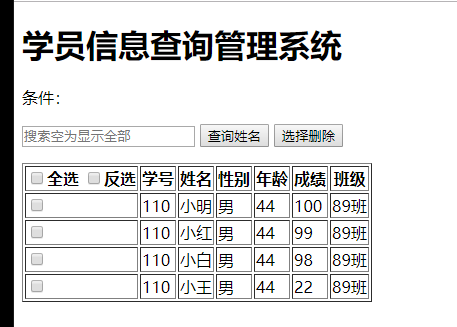 学员信息查询管理系统
条件:
搜索空为显示全部 查询姓名 选择删除
全选 反选 学号 姓名 性别 年龄 成绩 班级
110 小明 男 44 100 89班
110 小红 男 44 99 89班
110 小白 男 44 98 89班
110 小王 男 44 22 89班